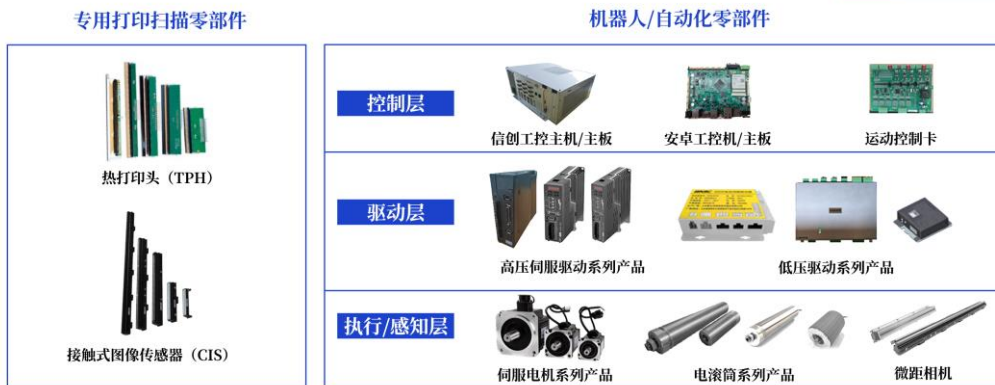 专用打印扫描零部件
热打印头（TPH）
接触式图像传感器（CIS）
机器人/自动化零部件
控制层
信创工控主机/主板
安卓工控机/主板
运动控制卡
驱动层
高压伺服驱动系列产品
低压驱动系列产品
执行/感知层
伺服电机系列产品
电滚筒系列产品
微距相机